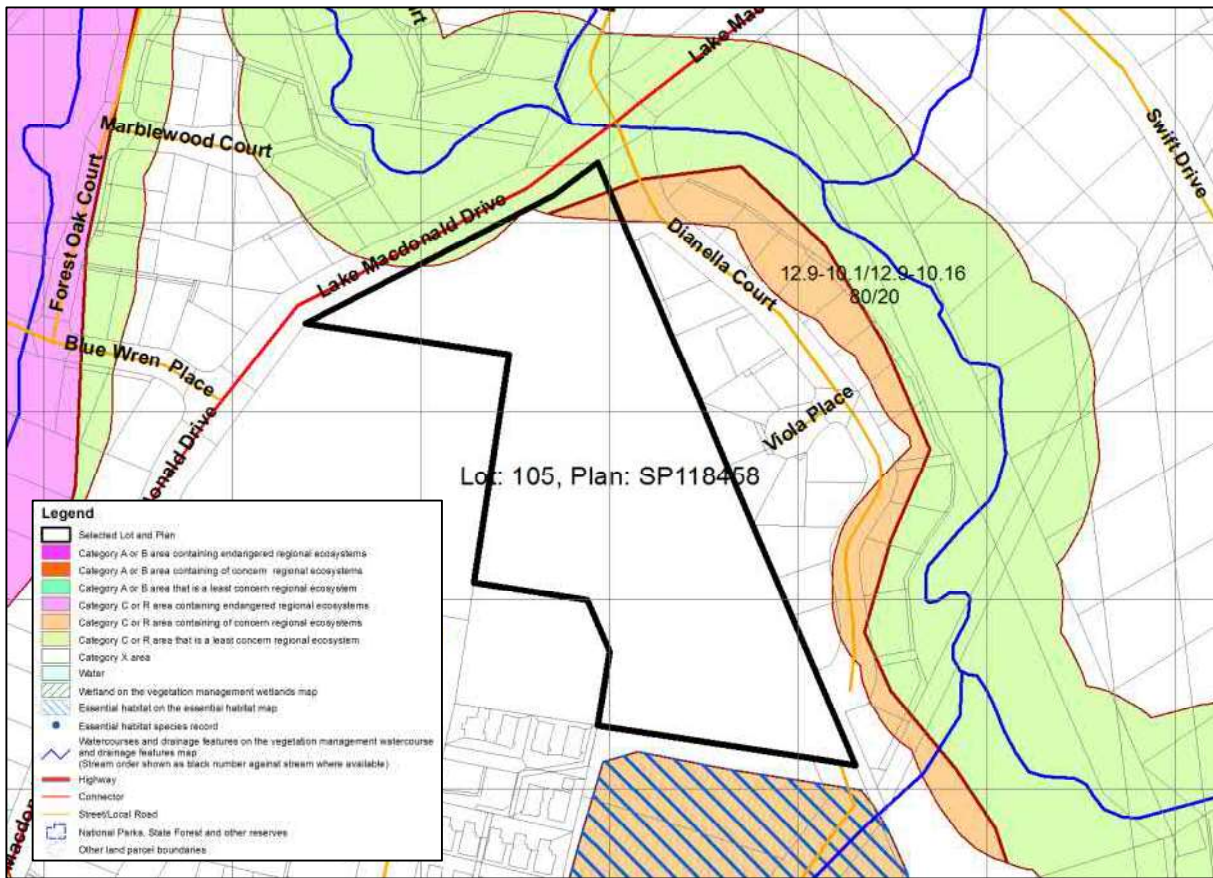 Court
Lake Macdo
Marblewood Court
Swift Drive
Forest Oak Court
Lake Macdonald Drive
Dianella Court
12.9-10.1/12.9-10.16
80/20
Blue Wren Place
Viola Place
onald Drive
Lot: 105, Plan: SP118458
Legend
Selected Lot and Plan
Category A or B area containing endangered regional ecosystems
Category A or B area containing of concern regional ecosystems
Category A or B area that is a least concern regional ecosystem
Category C or R area containing endangered regional ecosystems
Category C or R area containing of concern regional ecosystems
Category C or R area that is a least concern regional ecosystem
Category X area
Water
Wetland on the vegetation management wetlands map
Essential habitat on the essential habitat map
Essential habitat species record
Watercourses and drainage features on the vegetation management watercourse
and drainage features map
(Stream order shown as black number against stream where available)
Highway
Connector
Street/Local Road
National Parks, State Forest and other reserves
Other land parcel boundaries
Macdon